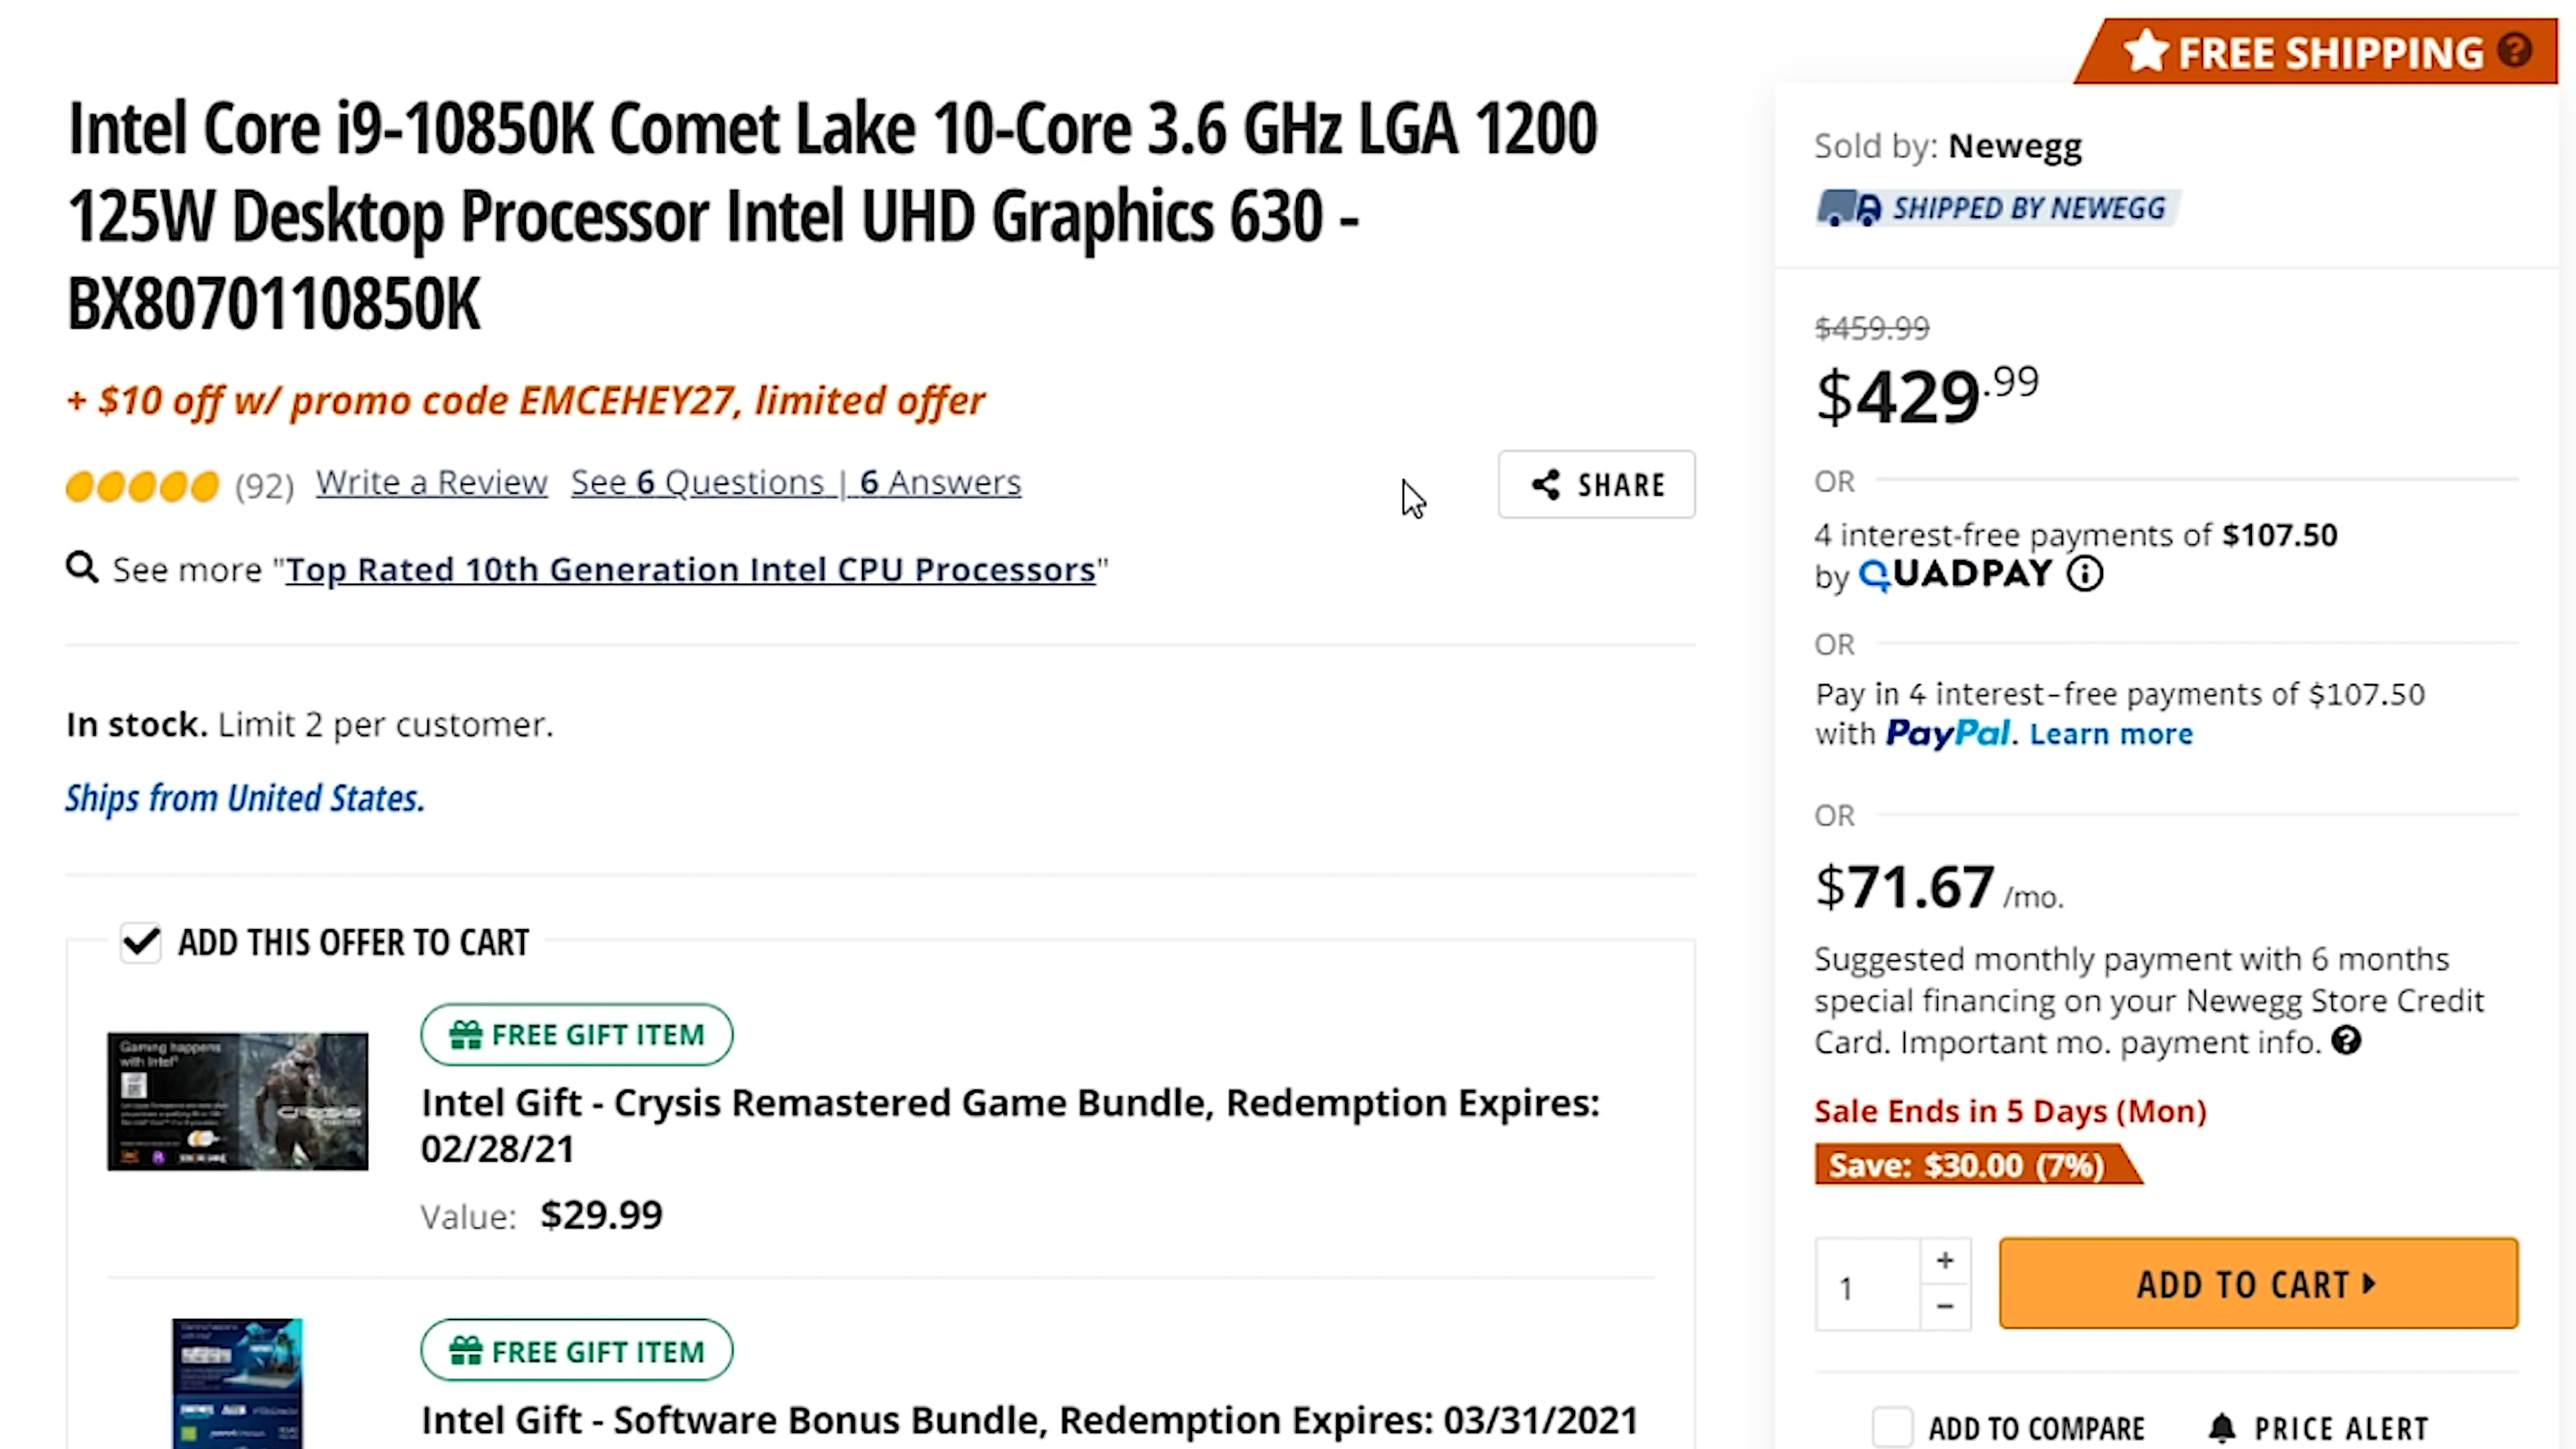 FREE SHIPPING
Intel Core i9-10850K Comet Lake 10-Core 3.6 GHz LGA 1200
125W Desktop Processor Intel UHD Graphics 630 -
BX8070110850K
+ $10 off w/ promo code EMCEHEY27, limited offer
(92) Write a Review See 6 Questions | 6 Answers
SHARE
See more "Top Rated 10th Generation Intel CPU Processors"
In stock. Limit 2 per customer.
Ships from United States.
ADD THIS OFFER TO CART
Gaming happens
with Intel
CRYSIS
FREE GIFT ITEM
Intel Gift - Crysis Remastered Game Bundle, Redemption Expires:
02/28/21
Value: $29.99
FREE GIFT ITEM
Intel Gift - Software Bonus Bundle, Redemption Expires: 03/31/2021
Sold by: Newegg
SHIPPED BY NEWEGG
$459.99
$429.99
OR
4 interest-free payments of $107.50
by QUADPAY
OR
Pay in 4 interest-free payments of $107.50
with PayPal. Learn more
OR
$71.67 /mo.
Suggested monthly payment with 6 months
special financing on your Newegg Store Credit
Card. Important mo. payment info.
Sale Ends in 5 Days (Mon)
Save: $30.00 (7%)
1 + −
ADD TO CART
ADD TO COMPARE
PRICE ALERT